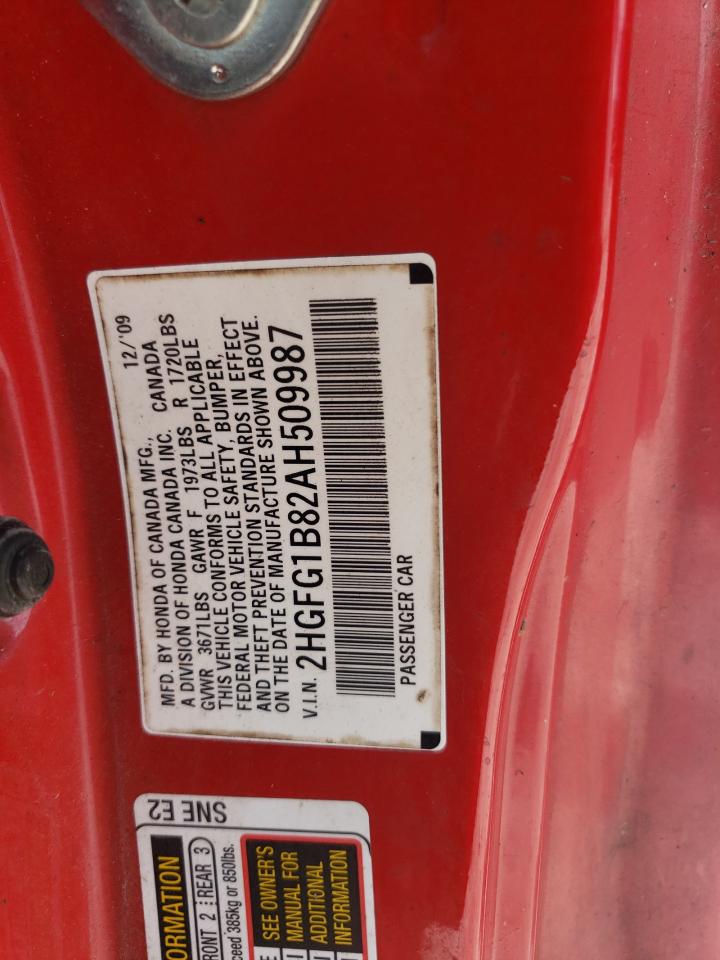 12/'09
MFD. BY HONDA OF CANADA MFG., CANADA
A DIVISION OF HONDA CANADA INC.
GVWR 3671LBS GAWR F 1973LBS R 1720LBS
THIS VEHICLE CONFORMS TO ALL APPLICABLE
FEDERAL MOTOR VEHICLE SAFETY, BUMPER,
AND THEFT PREVENTION STANDARDS IN EFFECT
ON THE DATE OF MANUFACTURE SHOWN ABOVE.
V.I.N. 2HGFG1B82AH509987
PASSENGER CAR
SNE E2
ORMATION
RONT 2 REAR 3
ceed 385kg or 850lbs.
SEE OWNER'S
MANUAL FOR
ADDITIONAL
INFORMATION